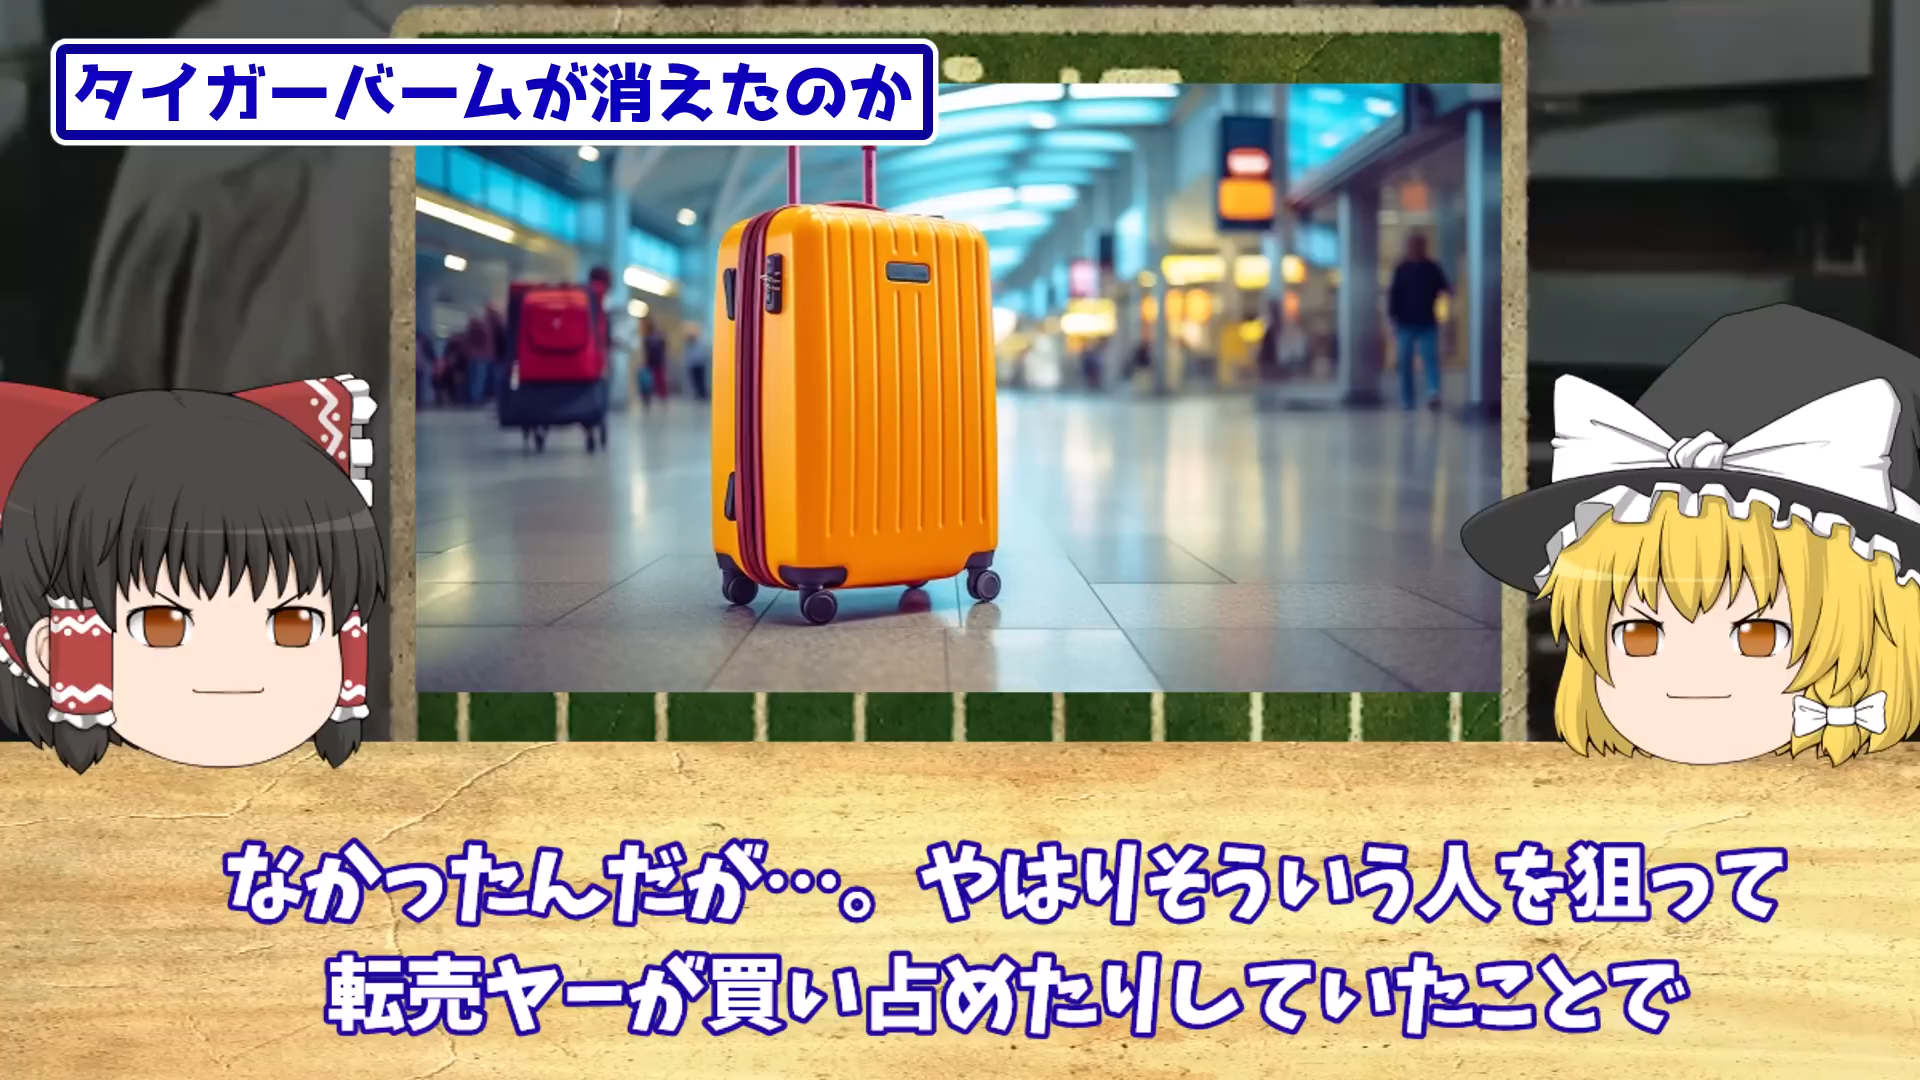 タイガーバームが消えたのか
なかったんだが…。やはりそういう人を狙って
転売ヤーが買い占めたりしていたことで